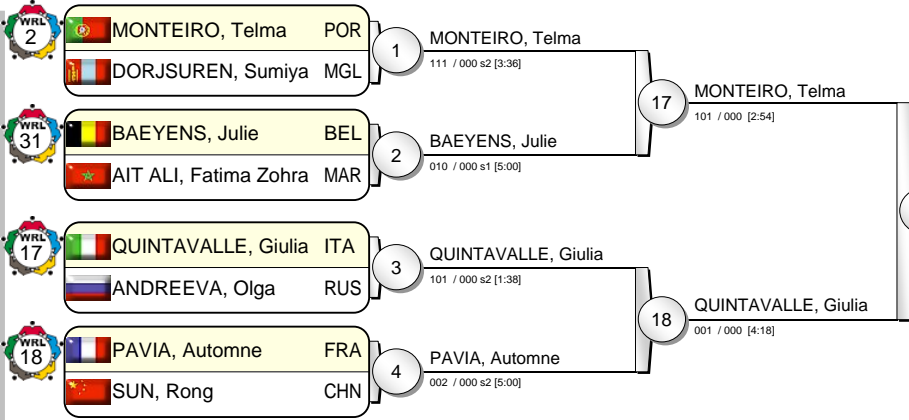 WRL
2
MONTEIRO, Telma POR
DORJSUREN, Sumiya MGL
1
MONTEIRO, Telma
111 / 000 s2 [3:36]
WRL
31
BAEYENS, Julie BEL
AIT ALI, Fatima Zohra MAR
2
BAEYENS, Julie
010 / 000 s1 [5:00]
17
MONTEIRO, Telma
101 / 000 [2:54]
WRL
17
QUINTAVALLE, Giulia ITA
ANDREEVA, Olga RUS
3
QUINTAVALLE, Giulia
101 / 000 s2 [1:38]
WRL
18
PAVIA, Automne FRA
SUN, Rong CHN
4
PAVIA, Automne
002 / 000 s2 [5:00]
18
QUINTAVALLE, Giulia
001 / 000 [4:18]